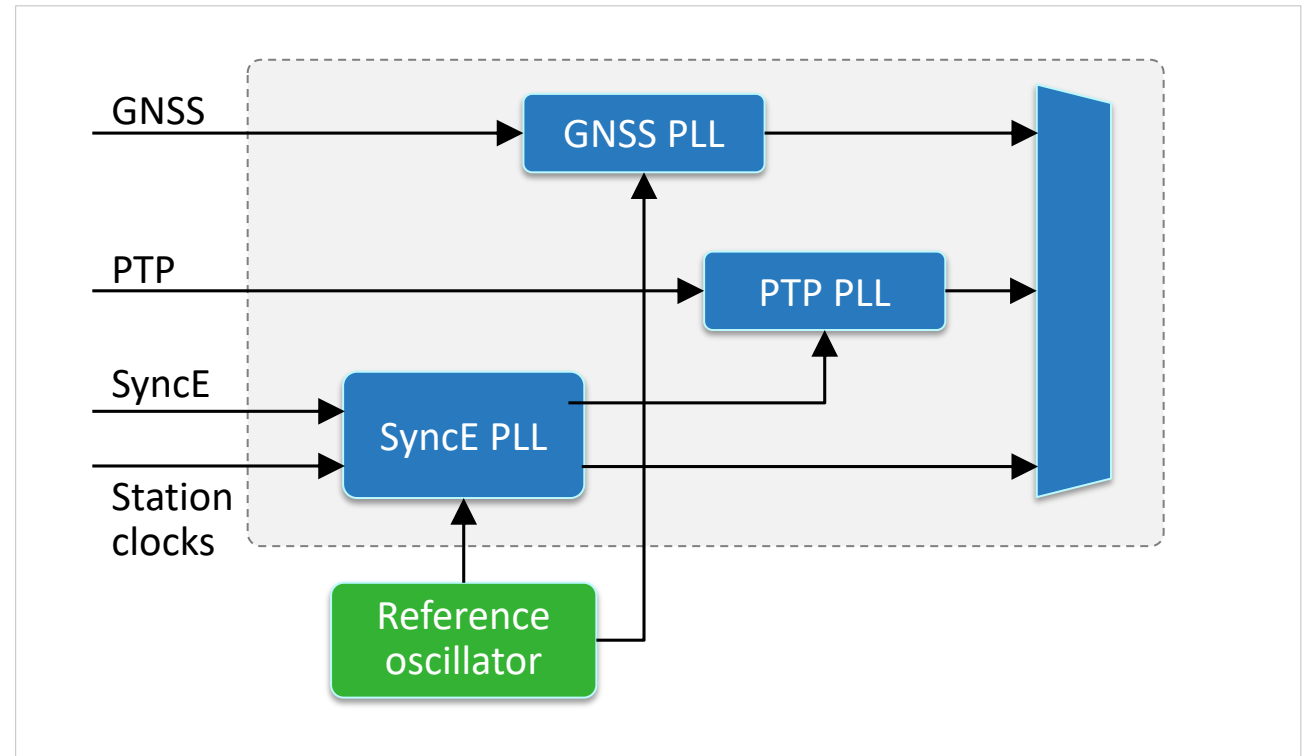 GNSS
GNSS PLL
PTP
PTP PLL
SyncE
SyncE PLL
Station
clocks
Reference
oscillator